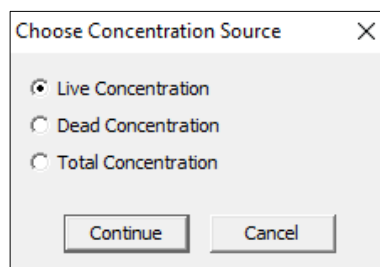 Choose Concentration Source
Live Concentration
Dead Concentration
Total Concentration
Continue Cancel